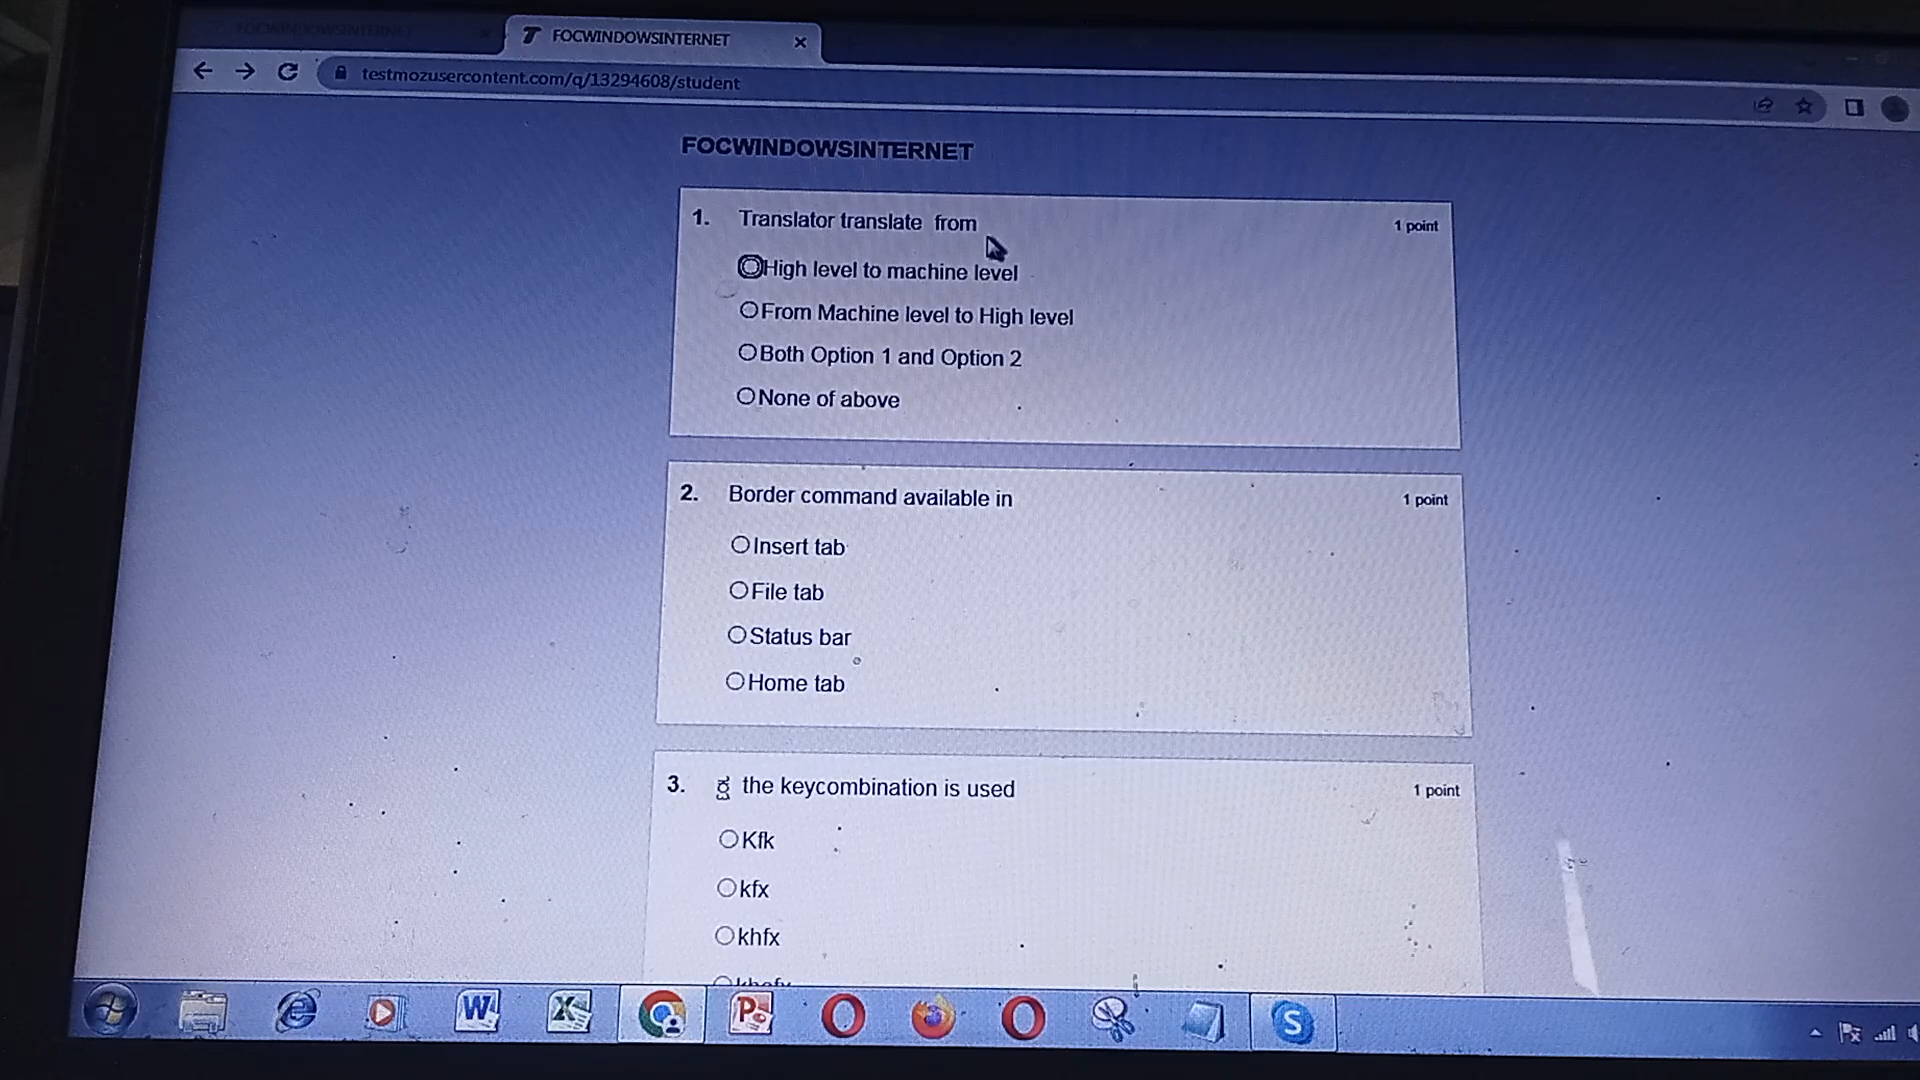 FOCWINDOWSINTERNET
FOCWINDOWSINTERNET
testmozusercontent.com/q/13294608/student
FOCWINDOWSINTERNET
1. Translator translate from 1 point
High level to machine level
From Machine level to High level
Both Option 1 and Option 2
None of above
2. Border command available in 1 point
Insert tab
File tab
Status bar
Home tab
3. the keycombination is used 1 point
Kfk
kfx
khfx